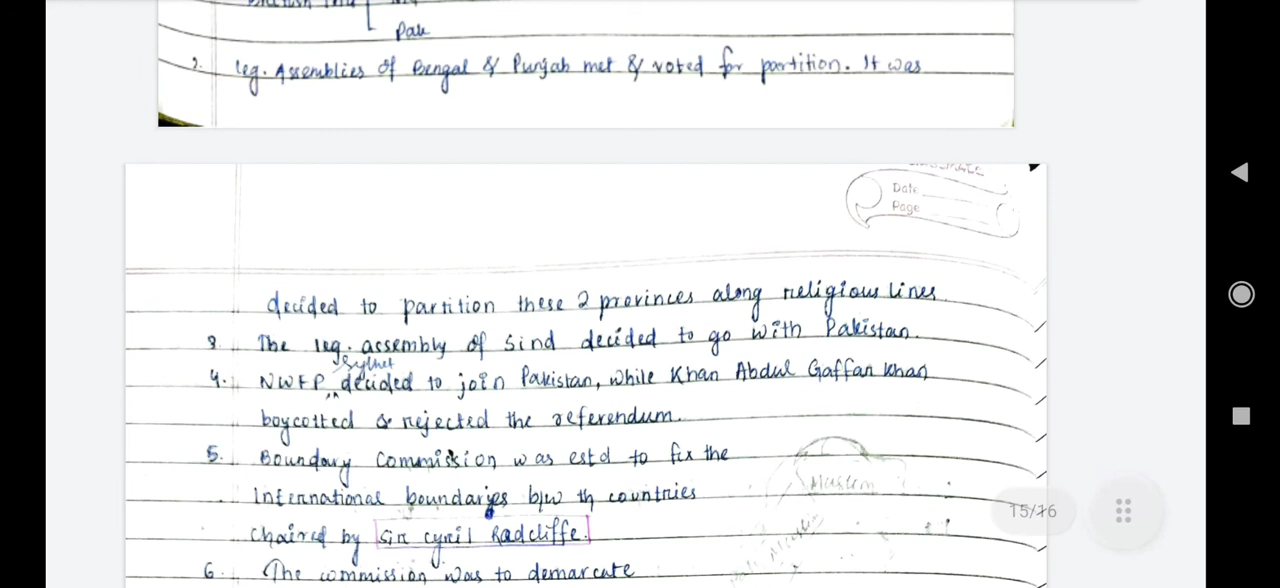 Pak
2. leg. Assemblies of Bengal & Punjab met & voted for partition. It was
Date
Page
decided to partition these 2 provinces along religious lines.
3 The leg. assembly of Sind decided to go with Pakistan.
Sylhet
4. NWFP decided to join Pakistan, while Khan Abdul Gaffan Khan
boycotted & rejected the referendum.
5. Boundary Commission was estd to fix the
International boundaries b/w th countries
Muslim
15/76
chaired by Sir Cyril Radcliffe.
6. The commission was to demarcate